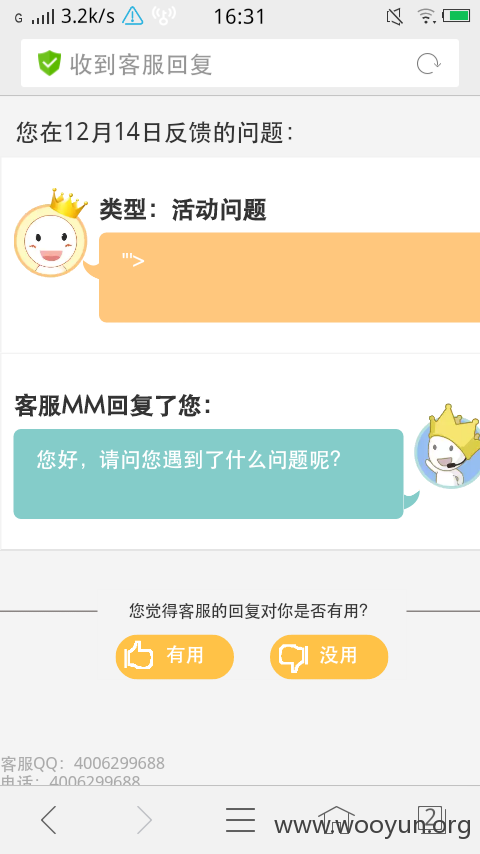 G 3.2k/s 16:31
收到客服回复
您在12月14日反馈的问题：
类型：活动问题
'">
客服MM回复了您：
您好，请问您遇到了什么问题呢？
您觉得客服的回复对你是否有用？
有用 没用
客服QQ：4006299688
电话：4006299688
2
www.wooyun.org